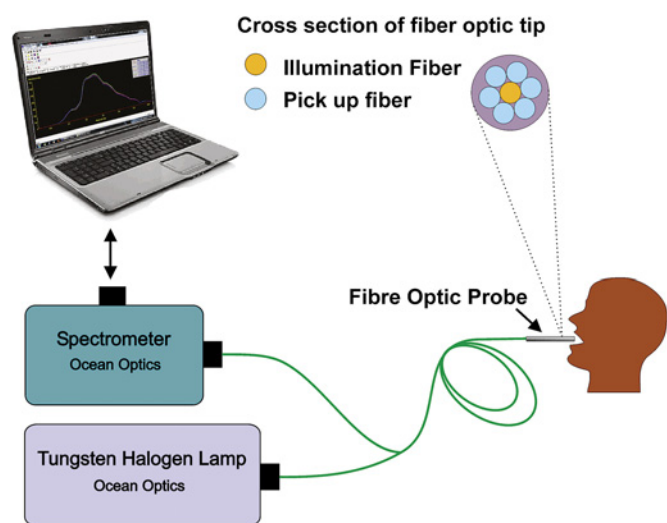 Cross section of fiber optic tip
Illumination Fiber
Pick up fiber
Fibre Optic Probe
Spectrometer
Ocean Optics
Tungsten Halogen Lamp
Ocean Optics